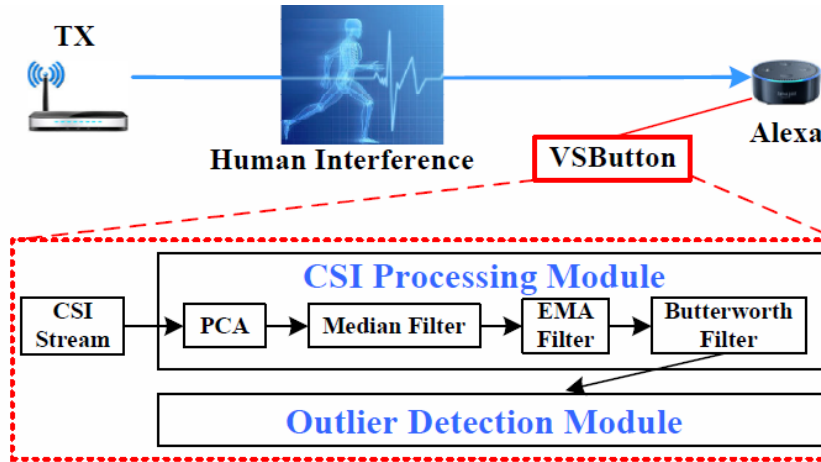 TX
Human Interference
Alexa
VSButton
CSI Processing Module
CSI
Stream
PCA
Median Filter
EMA
Filter
Butterworth
Filter
Outlier Detection Module